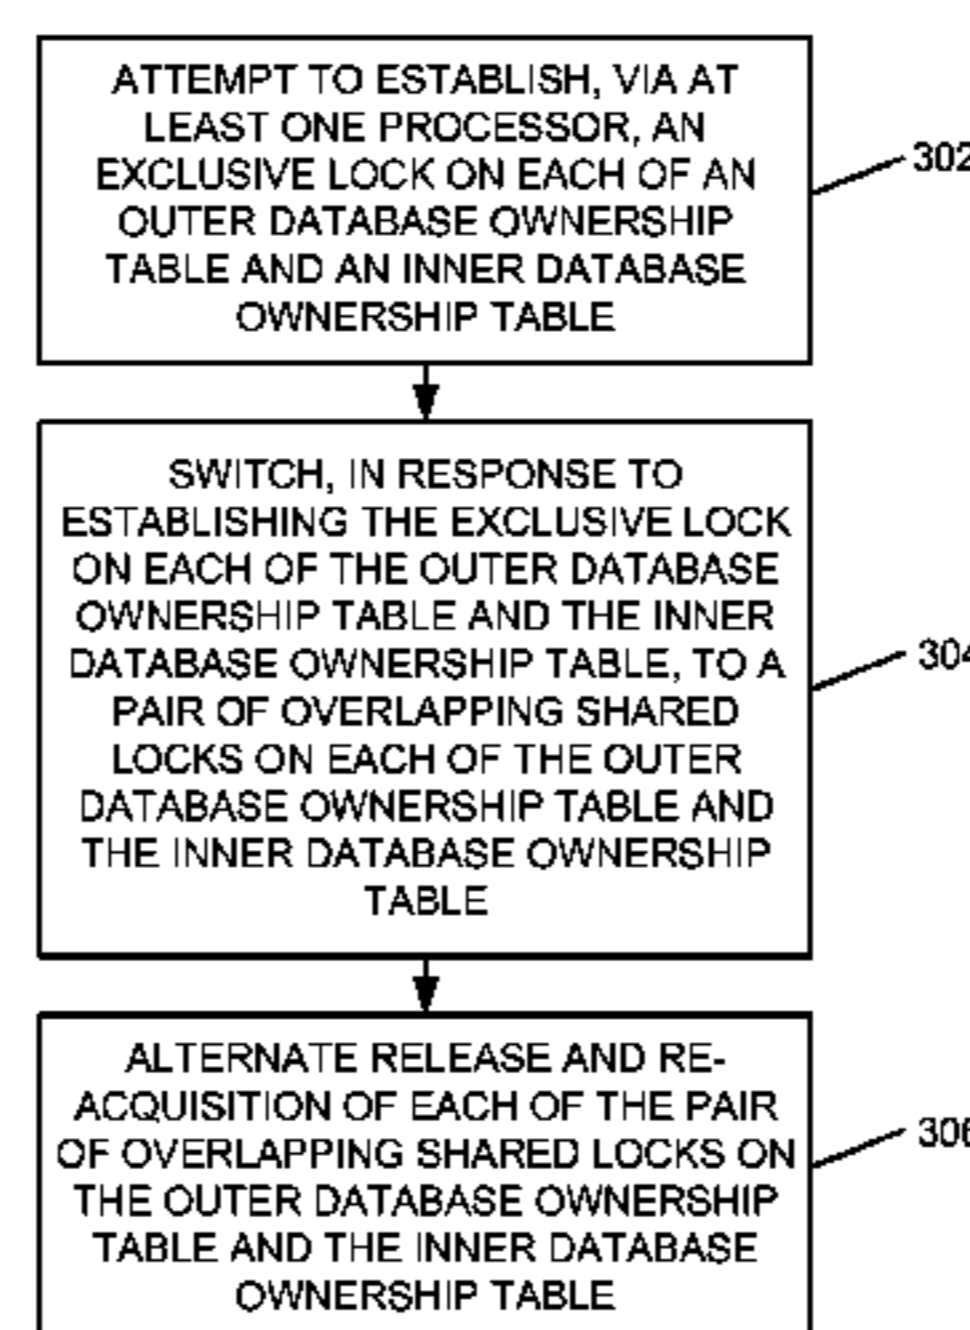 ATTEMPT TO ESTABLISH, VIA AT
LEAST ONE PROCESSOR, AN
EXCLUSIVE LOCK ON EACH OF AN
OUTER DATABASE OWNERSHIP
TABLE AND AN INNER DATABASE
OWNERSHIP TABLE
302
SWITCH, IN RESPONSE TO
ESTABLISHING THE EXCLUSIVE LOCK
ON EACH OF THE OUTER DATABASE
OWNERSHIP TABLE AND THE INNER
DATABASE OWNERSHIP TABLE, TO A
PAIR OF OVERLAPPING SHARED
LOCKS ON EACH OF THE OUTER
DATABASE OWNERSHIP TABLE AND
THE INNER DATABASE OWNERSHIP
TABLE
304
ALTERNATE RELEASE AND RE-
ACQUISITION OF EACH OF THE PAIR
OF OVERLAPPING SHARED LOCKS ON
THE OUTER DATABASE OWNERSHIP
TABLE AND THE INNER DATABASE
OWNERSHIP TABLE
306